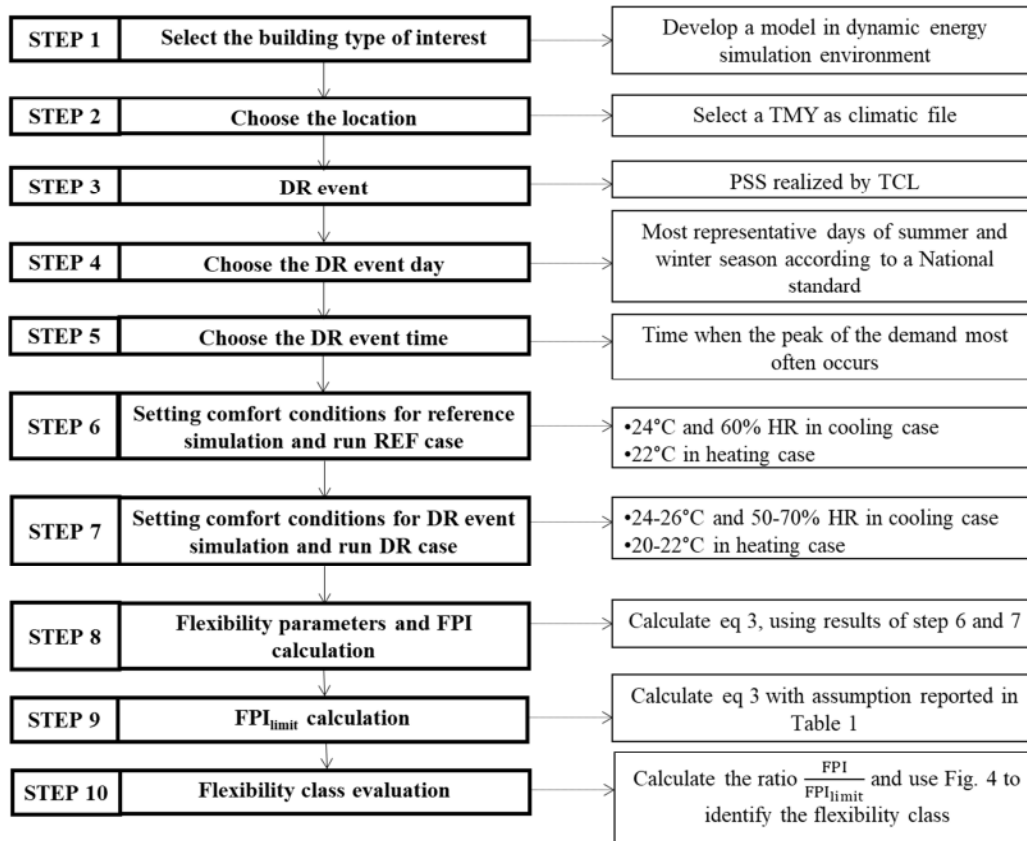 STEP 1
Select the building type of interest
Develop a model in dynamic energy
simulation environment
STEP 2
Choose the location
Select a TMY as climatic file
STEP 3
DR event
PSS realized by TCL
STEP 4
Choose the DR event day
Most representative days of summer and
winter season according to a National
standard
STEP 5
Choose the DR event time
Time when the peak of the demand most
often occurs
STEP 6
Setting comfort conditions for reference
simulation and run REF case
•24°C and 60% HR in cooling case
•22°C in heating case
STEP 7
Setting comfort conditions for DR event
simulation and run DR case
•24-26°C and 50-70% HR in cooling case
•20-22°C in heating case
STEP 8
Flexibility parameters and FPI
calculation
Calculate eq 3, using results of step 6 and 7
STEP 9
FPIlimit calculation
Calculate eq 3 with assumption reported in
Table 1
STEP 10
Flexibility class evaluation
Calculate the ratio FPI/FPIlimit and use Fig. 4 to
identify the flexibility class